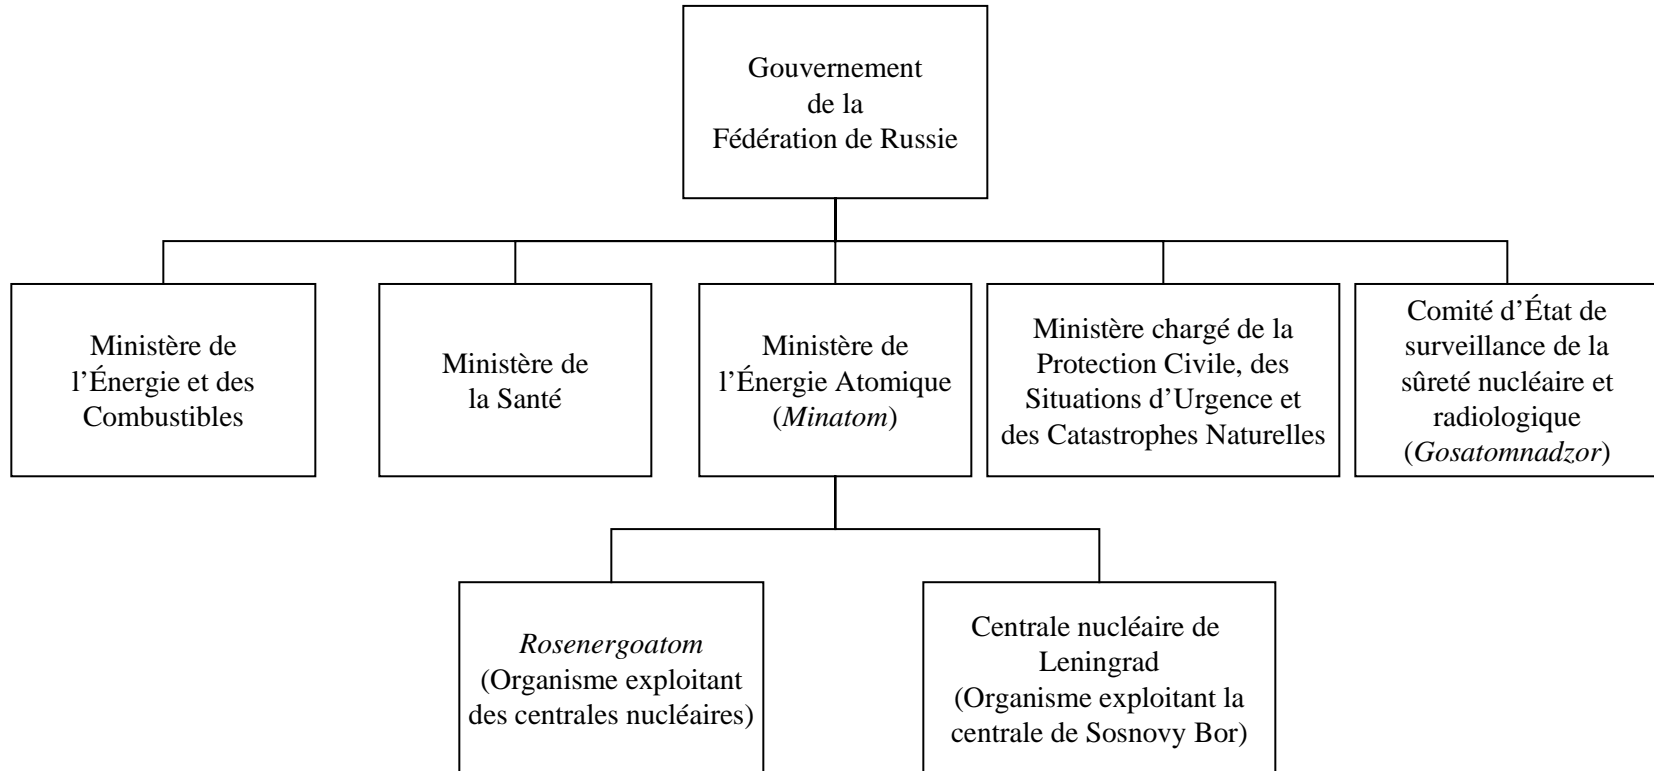 Gouvernement
de la
Fédération de Russie
Ministère de
l’Énergie et des
Combustibles
Ministère de
la Santé
Ministère de
l’Énergie Atomique
(Minatom)
Ministère chargé de la
Protection Civile, des
Situations d’Urgence et
des Catastrophes Naturelles
Comité d’État de
surveillance de la
sûreté nucléaire et
radiologique
(Gosatomnadzor)
Rosenergoatom
(Organisme exploitant
des centrales nucléaires)
Centrale nucléaire de
Leningrad
(Organisme exploitant la
centrale de Sosnovy Bor)